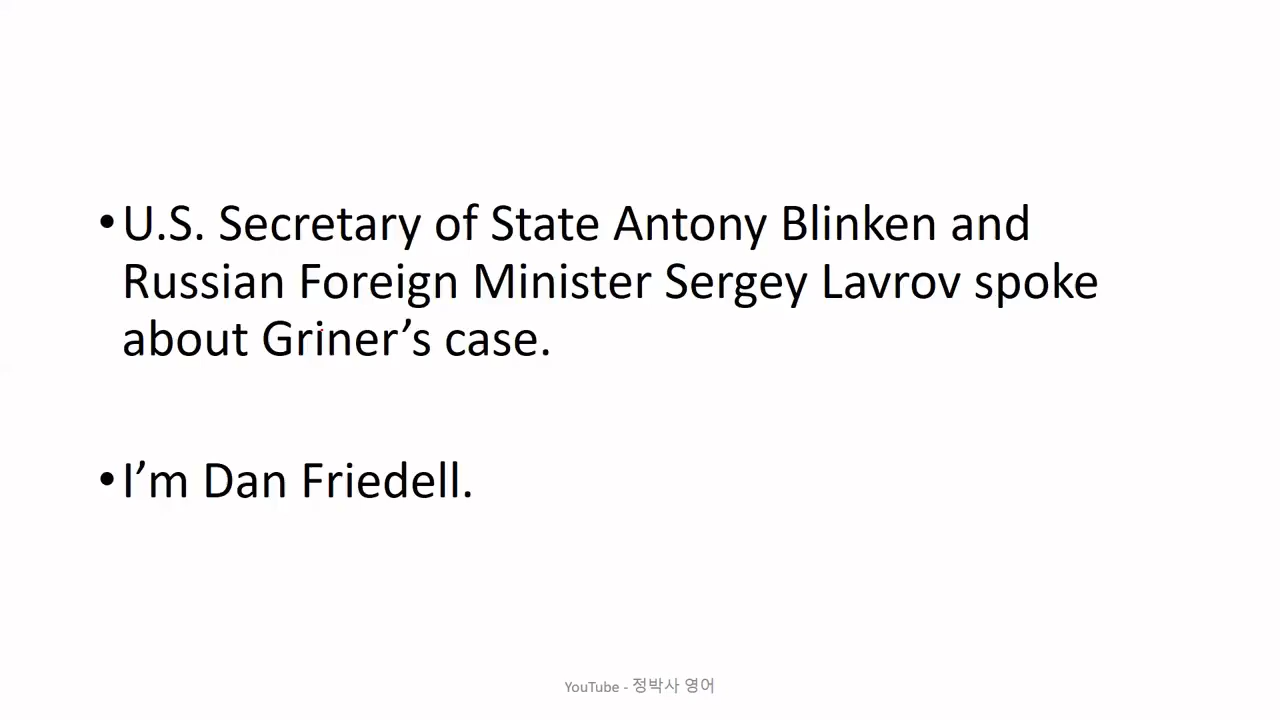 •U.S. Secretary of State Antony Blinken and
Russian Foreign Minister Sergey Lavrov spoke
about Griner’s case.
•I’m Dan Friedell.
YouTube - 정박사 영어